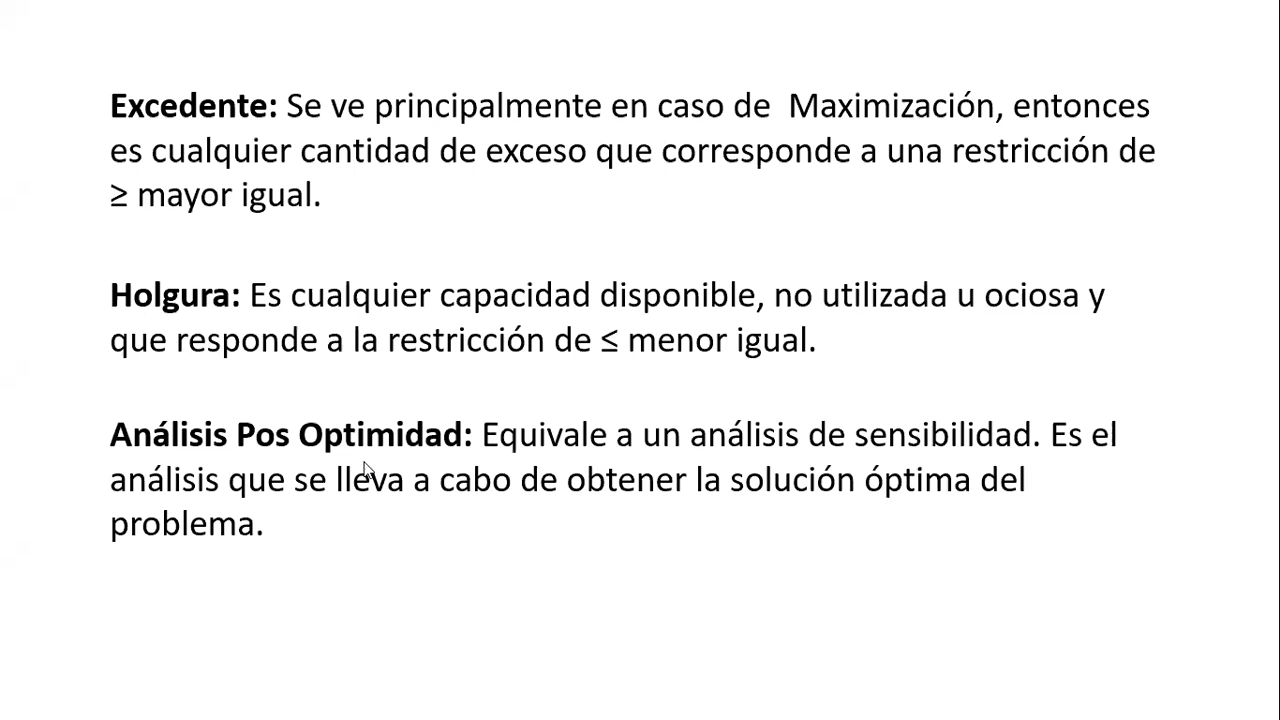 Excedente: Se ve principalmente en caso de  Maximización, entonces
es cualquier cantidad de exceso que corresponde a una restricción de
≥ mayor igual.
Holgura: Es cualquier capacidad disponible, no utilizada u ociosa y
que responde a la restricción de ≤ menor igual.
Análisis Pos Optimidad: Equivale a un análisis de sensibilidad. Es el
análisis que se lleva a cabo de obtener la solución óptima del
problema.